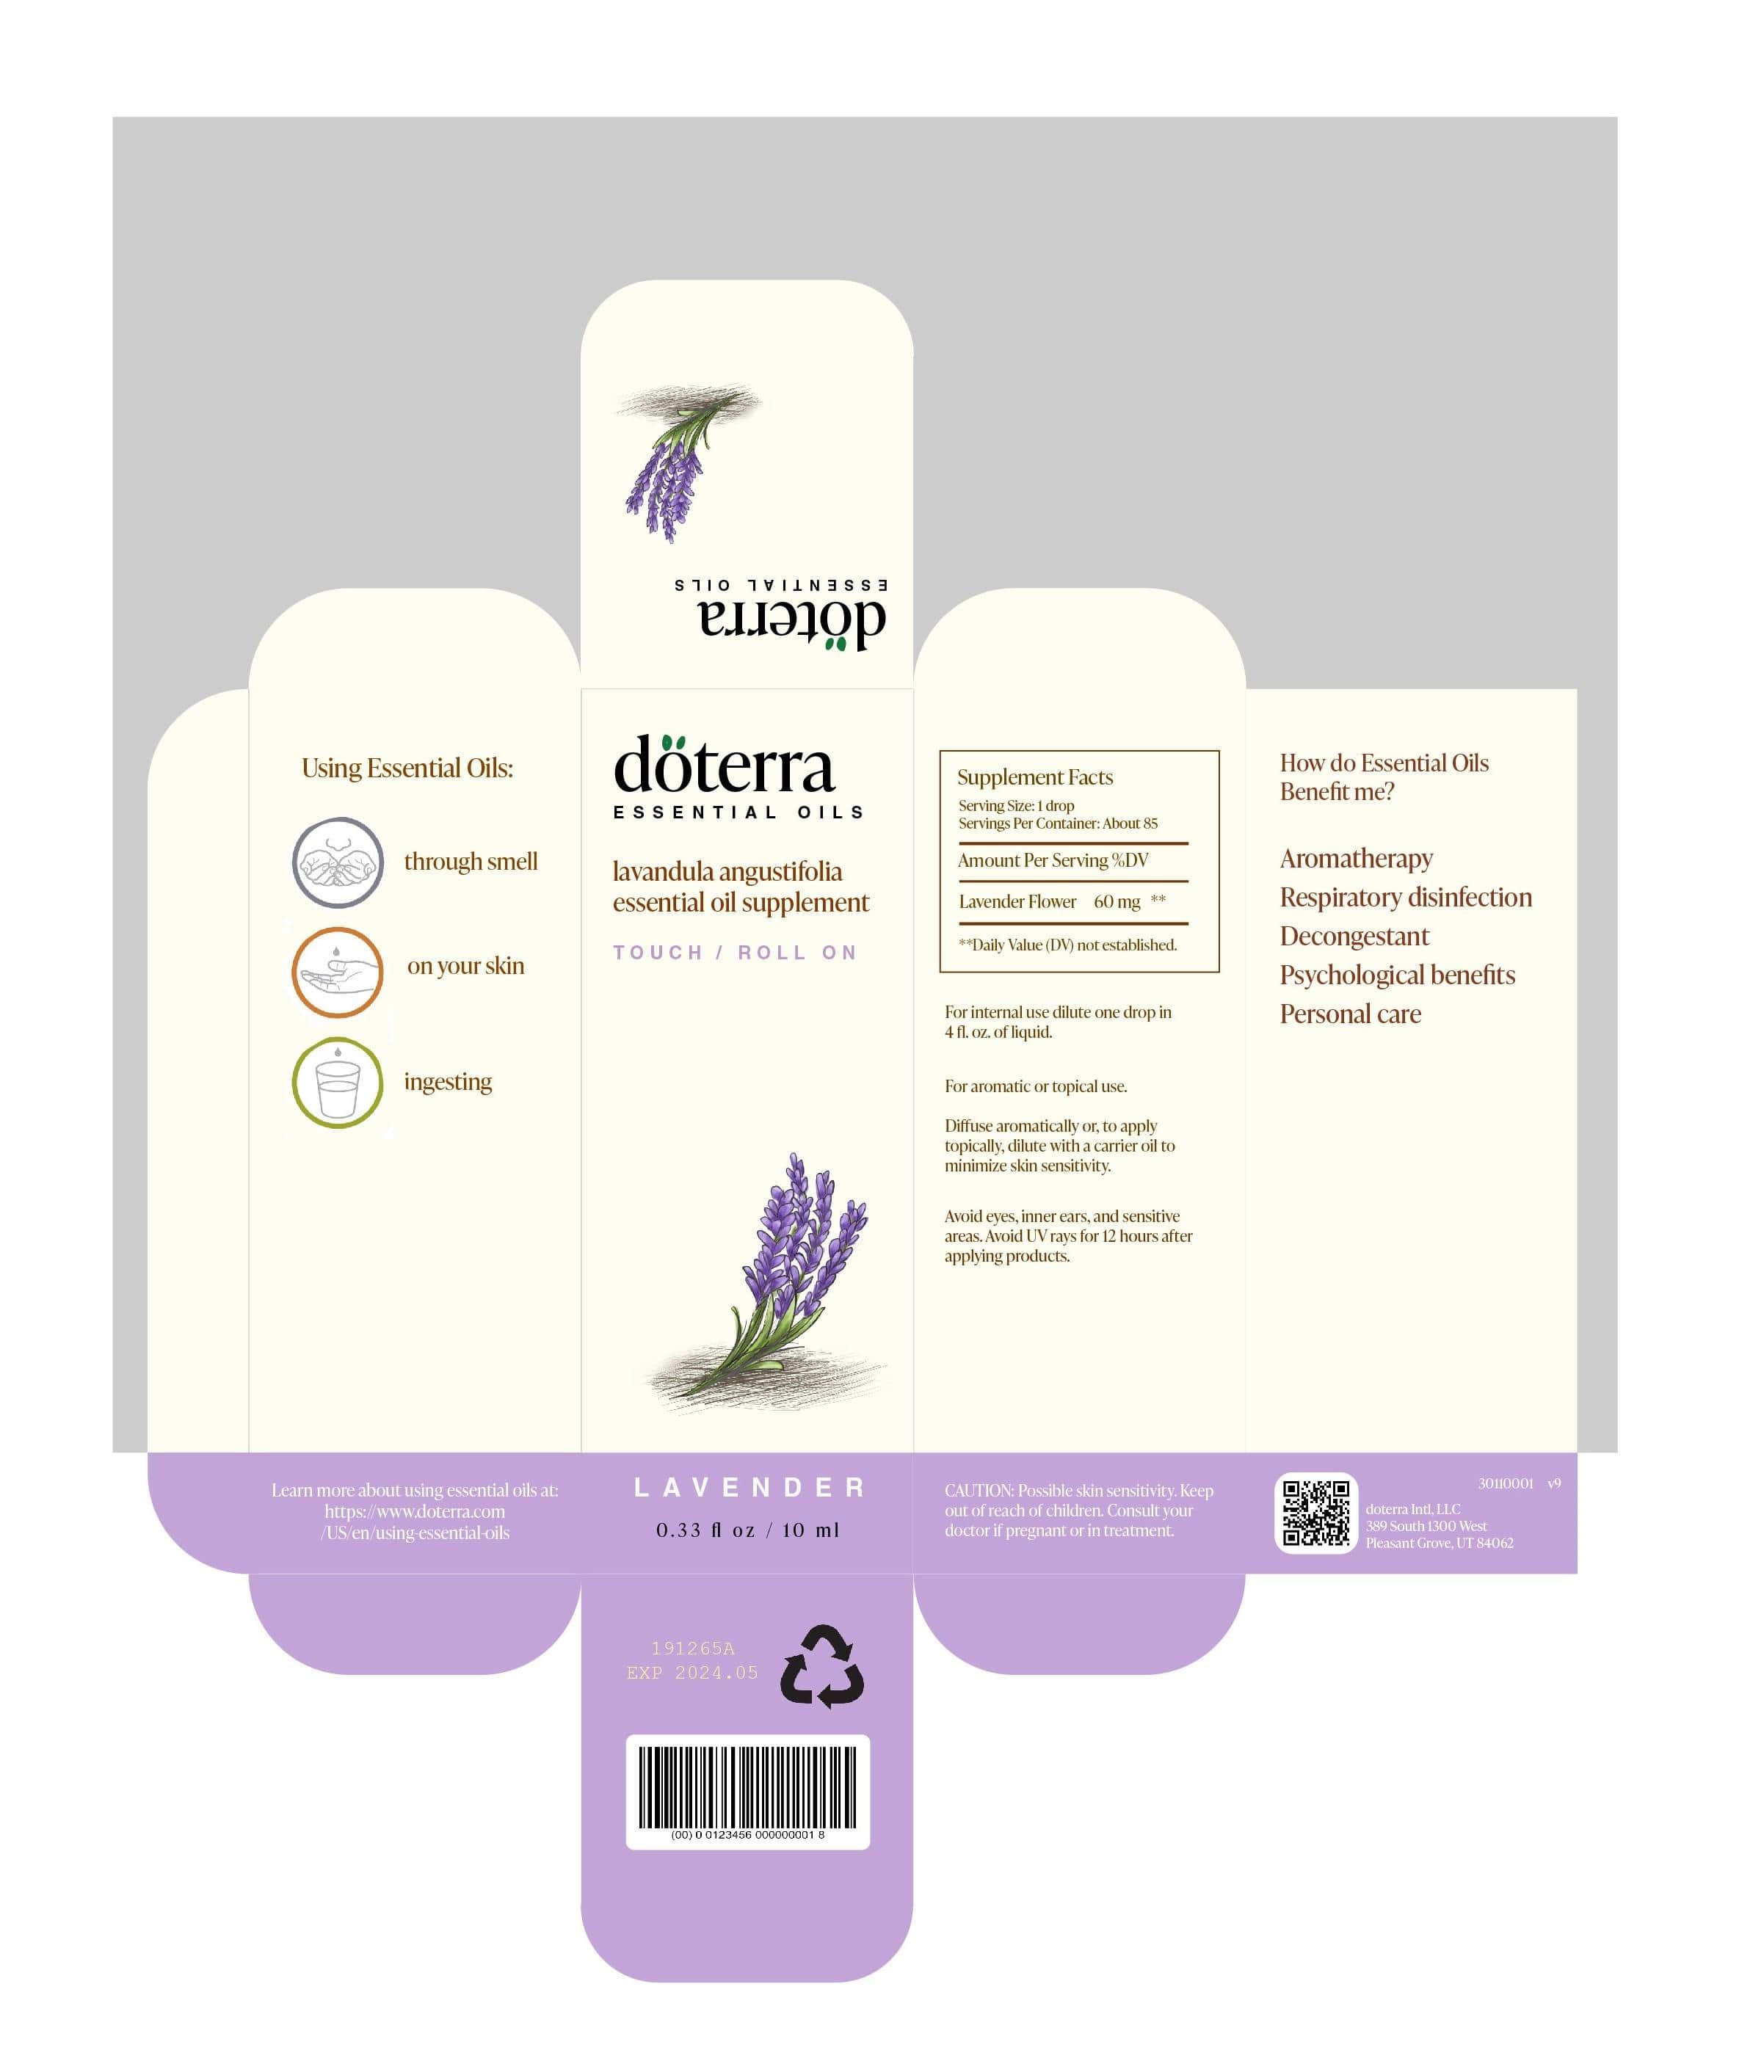 döterra
ESSENTIAL OILS
Using Essential Oils:
through smell
on your skin
ingesting
Learn more about using essential oils at:
https://www.doterra.com
/US/en/using-essential-oils
döterra
ESSENTIAL OILS
lavandula angustifolia
essential oil supplement
TOUCH / ROLL ON
LAVENDER
0.33 fl oz / 10 ml
Supplement Facts
Serving Size: 1 drop
Servings Per Container: About 85
Amount Per Serving %DV
Lavender Flower 60 mg **
**Daily Value (DV) not established.
For internal use dilute one drop in
4 fl. oz. of liquid.
For aromatic or topical use.
Diffuse aromatically or, to apply
topically, dilute with a carrier oil to
minimize skin sensitivity.
Avoid eyes, inner ears, and sensitive
areas. Avoid UV rays for 12 hours after
applying products.
CAUTION: Possible skin sensitivity. Keep
out of reach of children. Consult your
doctor if pregnant or in treatment.
How do Essential Oils
Benefit me?
Aromatherapy
Respiratory disinfection
Decongestant
Psychological benefits
Personal care
30110001 v9
doterra Intl, LLC
389 South 1300 West
Pleasant Grove, UT 84062
191265A
EXP 2024.05
(00) 0 0123456 000000001 8